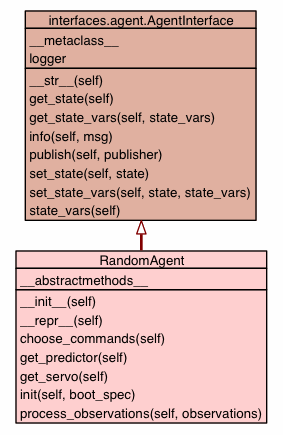 interfaces.agent.AgentInterface
__metaclass__
logger
__str__(self)
get_state(self)
get_state_vars(self, state_vars)
info(self, msg)
publish(self, publisher)
set_state(self, state)
set_state_vars(self, state, state_vars)
state_vars(self)
RandomAgent
__abstractmethods__
__init__(self)
__repr__(self)
choose_commands(self)
get_predictor(self)
get_servo(self)
init(self, boot_spec)
process_observations(self, observations)